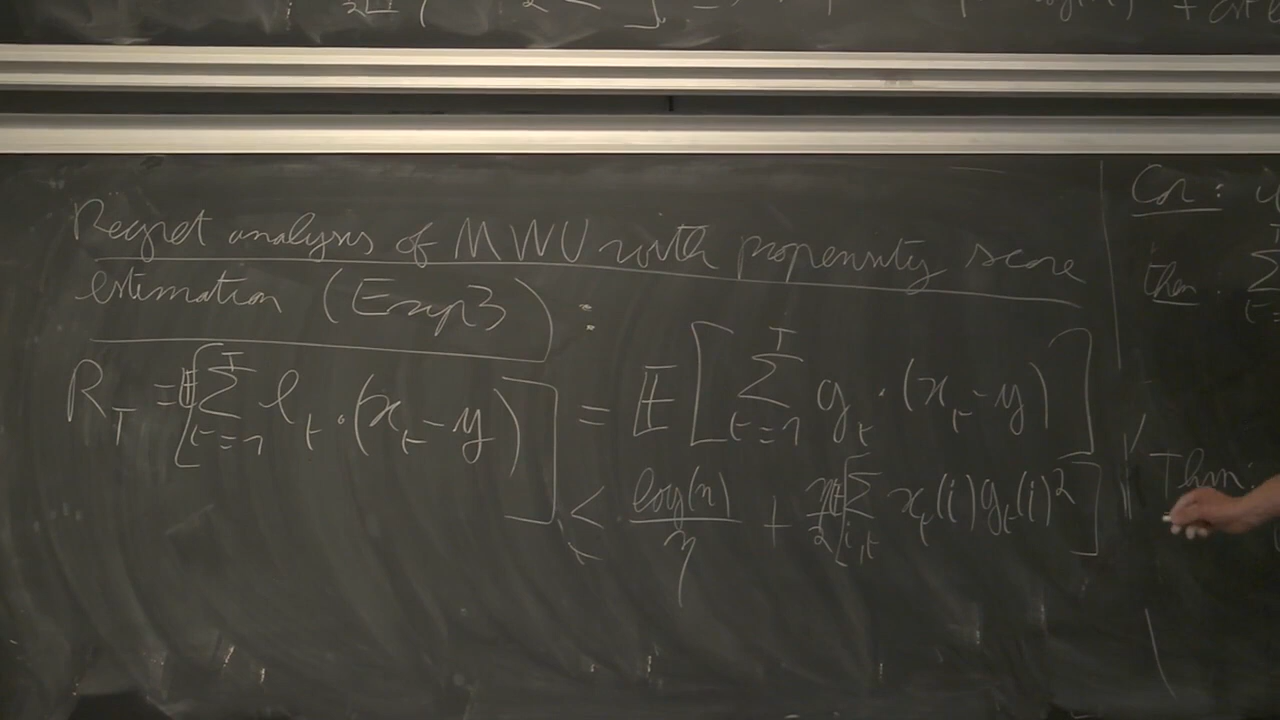 Regret analysis of MWU with propensity score
estimation (Exp3) :
R_T = E[ Σ_{t=1}^T l_t · (x_t - y) ] = E[ Σ_{t=1}^T g_t · (x_t - y) ]
≤ log(n)/η + η/2 E[ Σ_{i,t} x_t(i) g_t(i)^2 ]
Cor :
then : Σ
Thm :